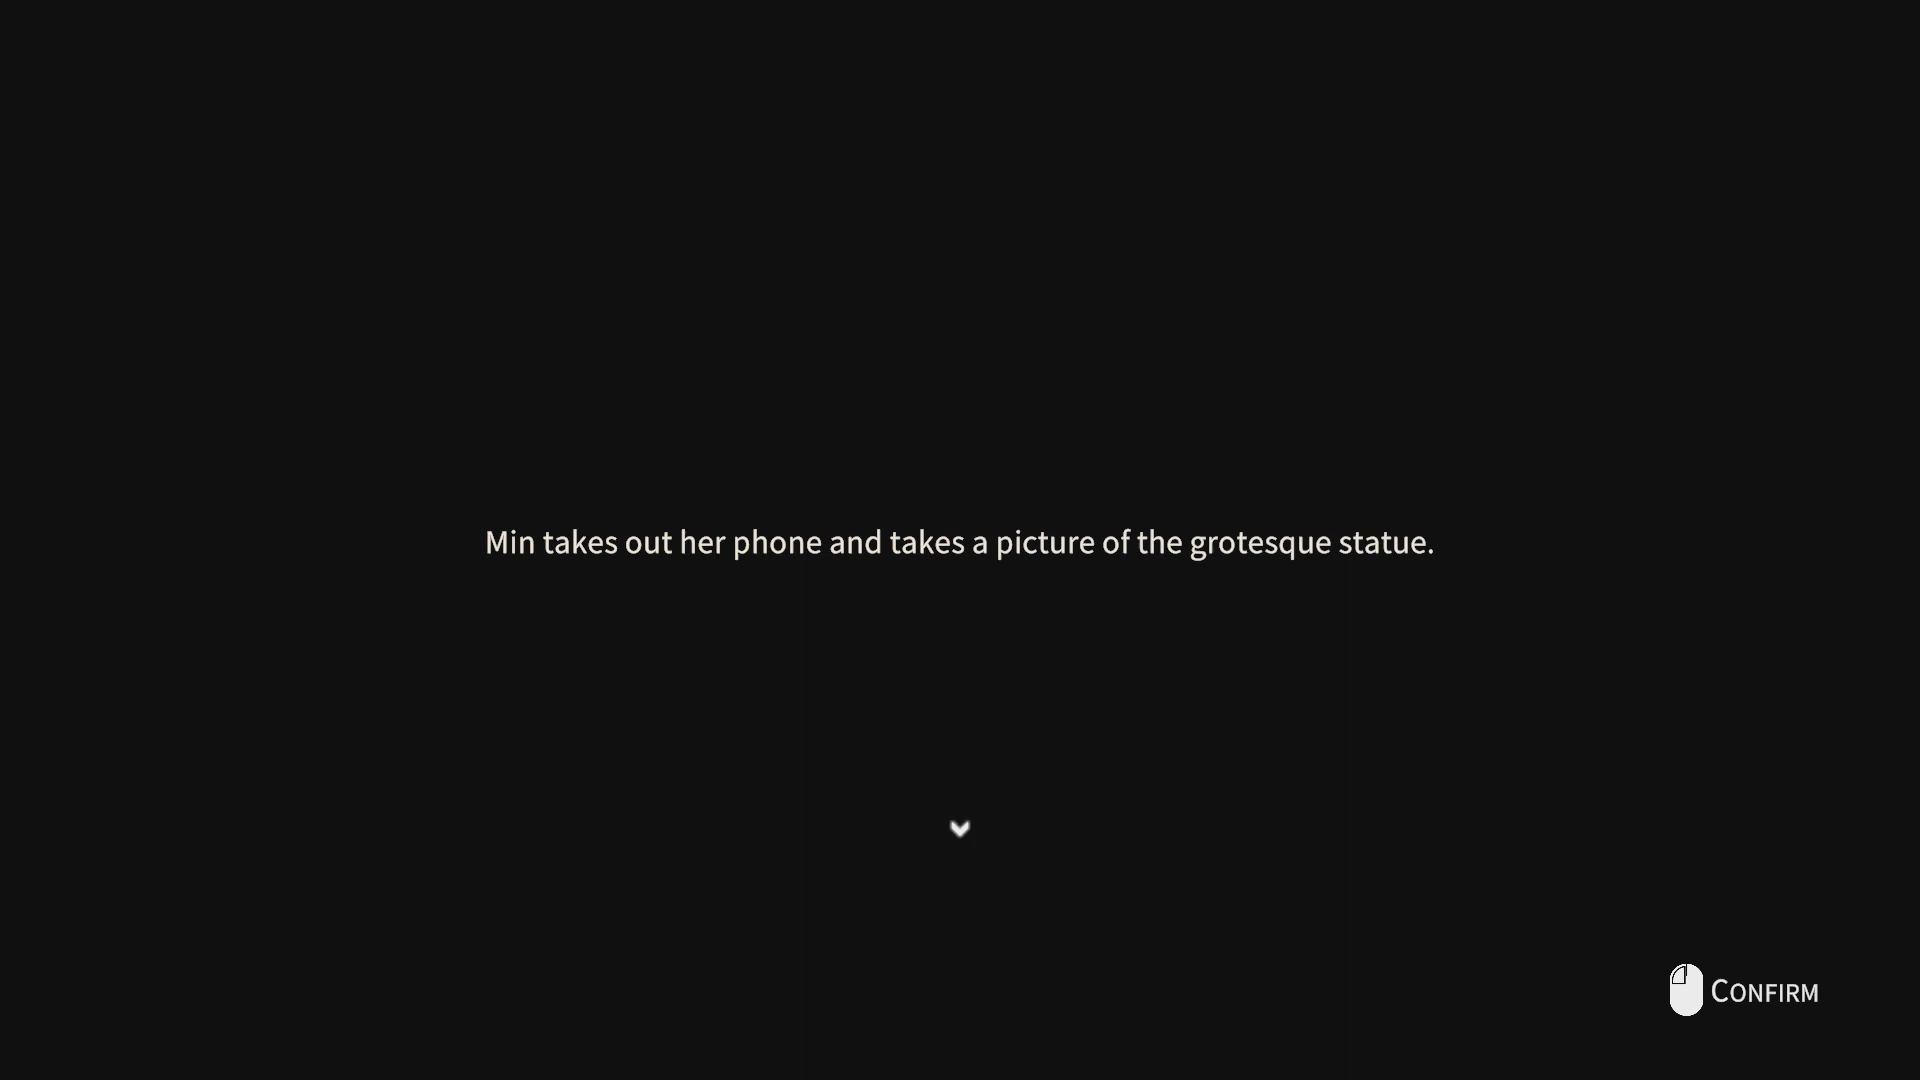 Min takes out her phone and takes a picture of the grotesque statue.
CONFIRM